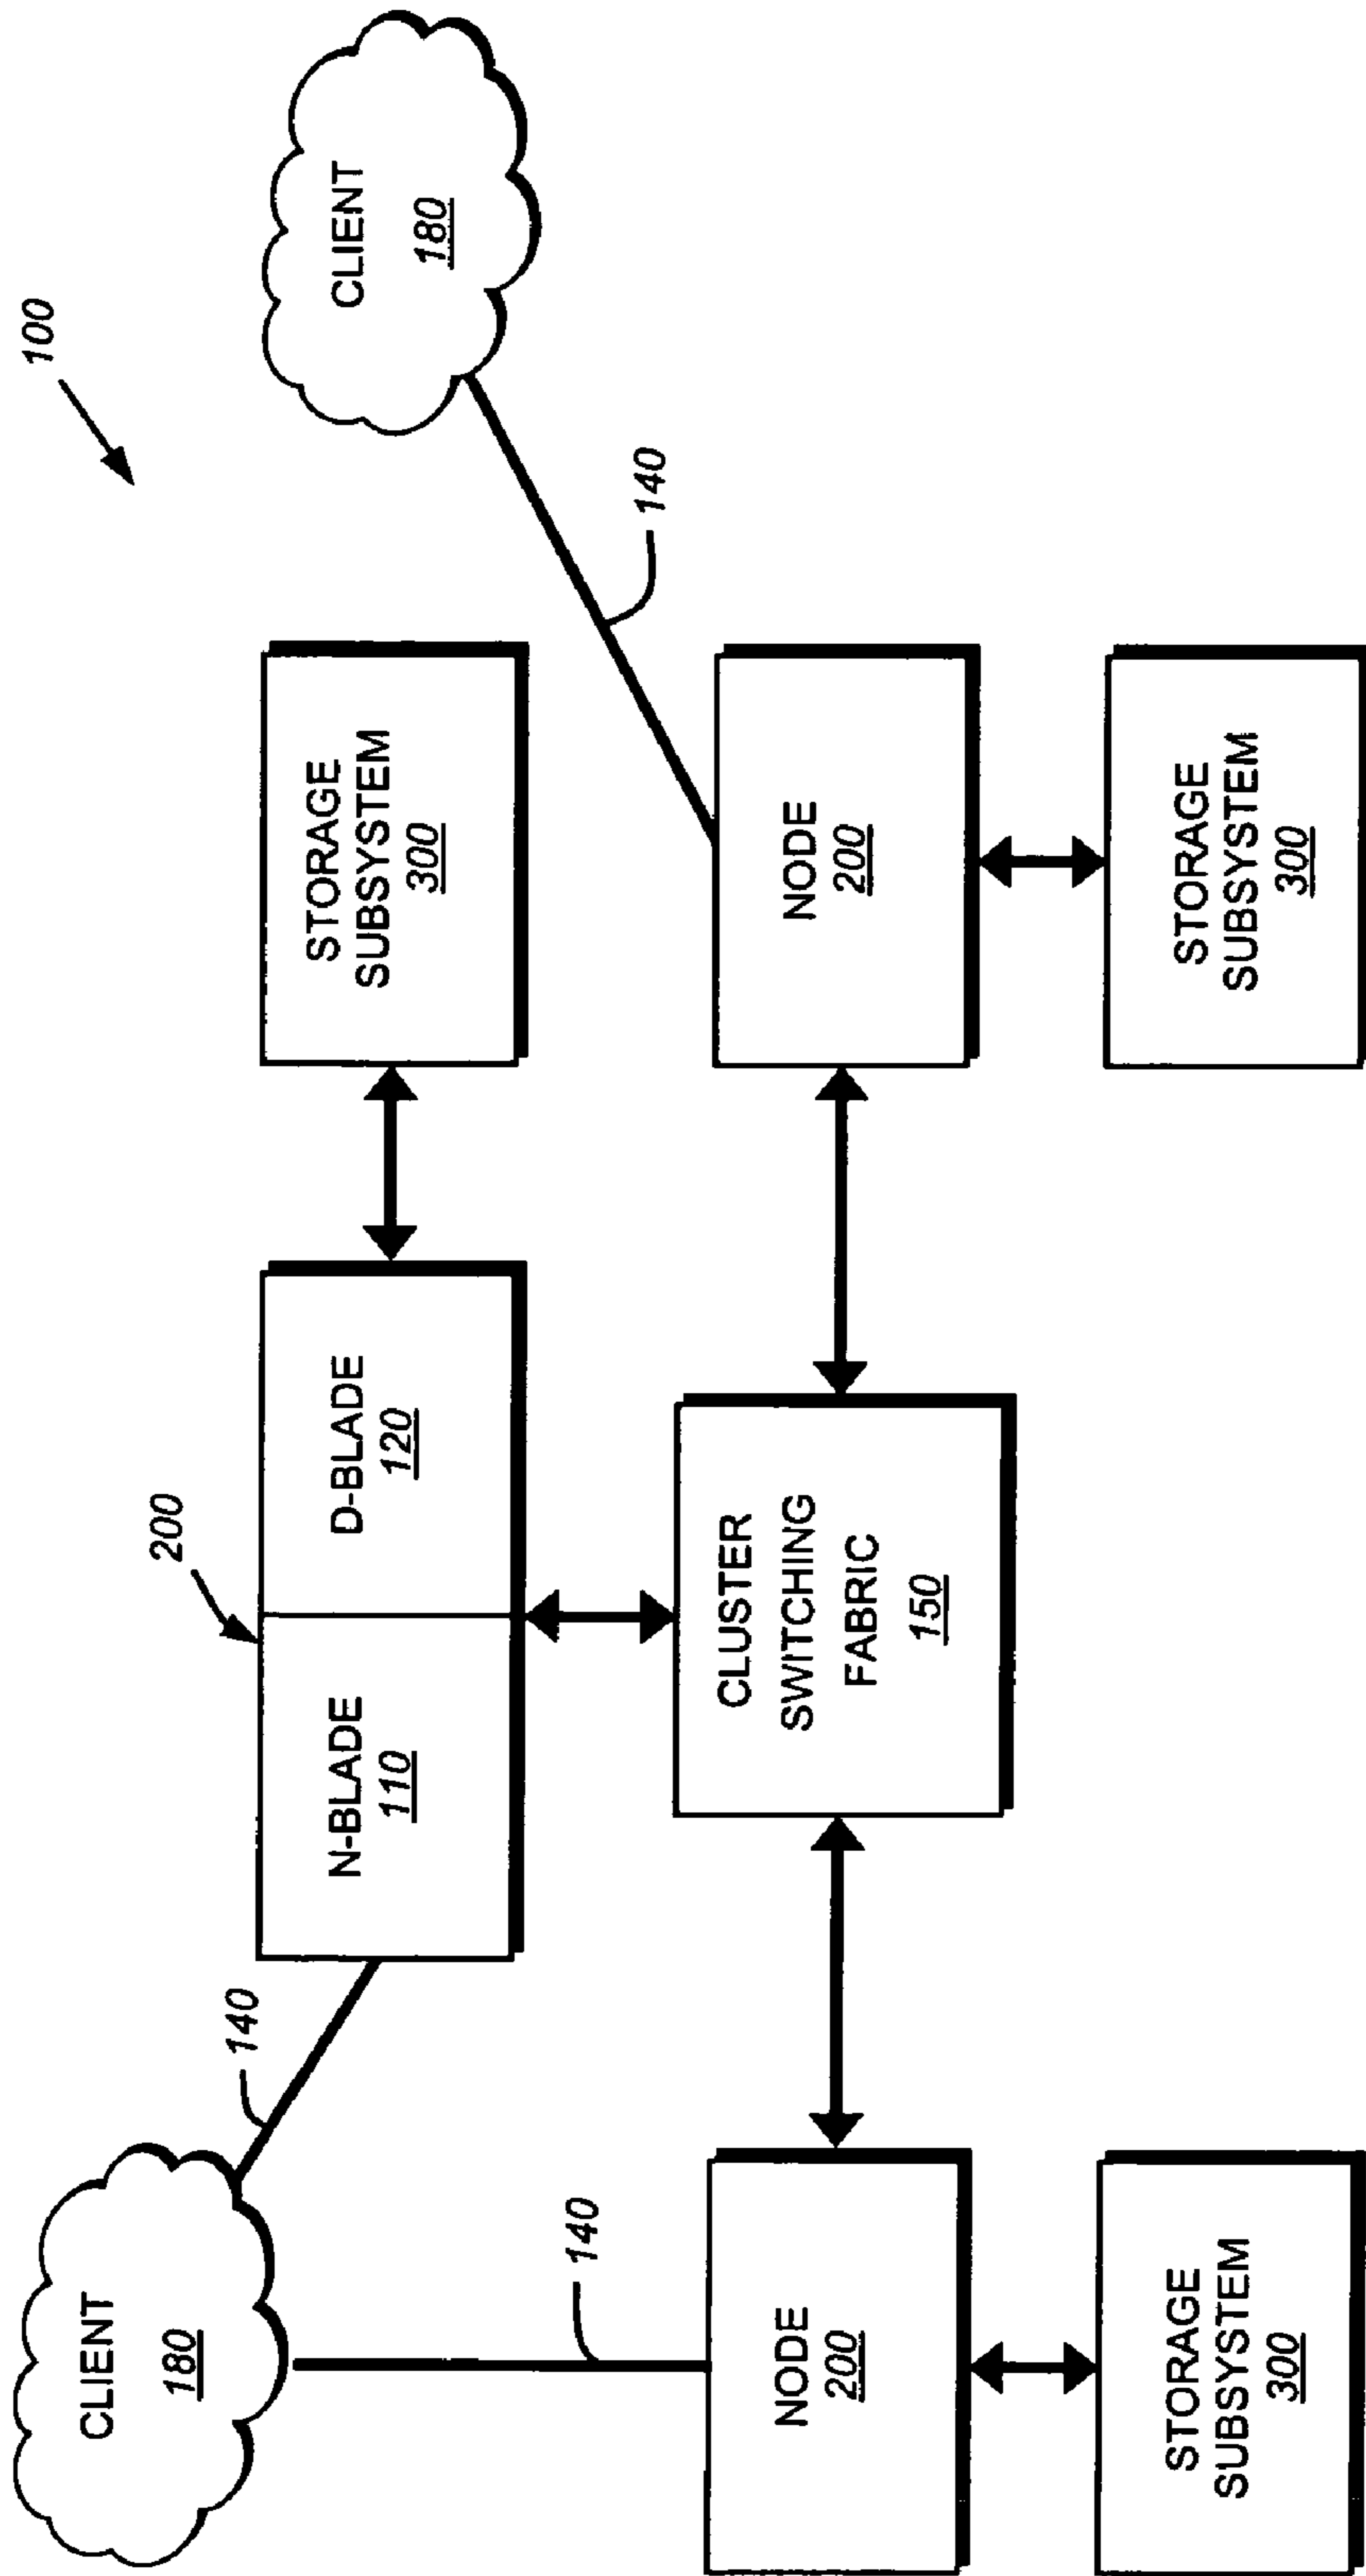 100
CLIENT
180
CLIENT
180
140
200
N-BLADE
110
D-BLADE
120
STORAGE
SUBSYSTEM
300
140
140
CLUSTER
SWITCHING
FABRIC
150
NODE
200
NODE
200
STORAGE
SUBSYSTEM
300
STORAGE
SUBSYSTEM
300